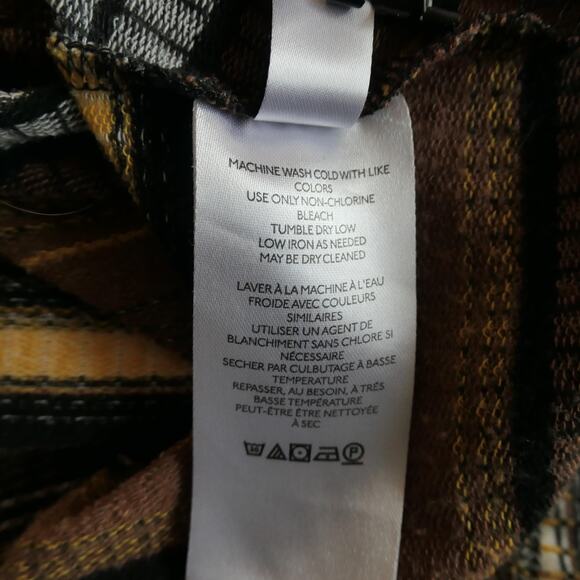 MACHINE WASH COLD WITH LIKE
COLORS
USE ONLY NON-CHLORINE
BLEACH
TUMBLE DRY LOW
LOW IRON AS NEEDED
MAY BE DRY CLEANED
LAVER À LA MACHINE À L'EAU
FROIDE AVEC COULEURS
SIMILAIRES
UTILISER UN AGENT DE
BLANCHIMENT SANS CHLORE SI
NÉCESSAIRE
SECHER PAR CULBUTAGE À BASSE
TEMPERATURE
REPASSER, AU BESOIN, À TRÉS
BASSE TEMPÉRATURE
PEUT-ÊTRE ÊTRE NETTOYÉE
À SEC
P